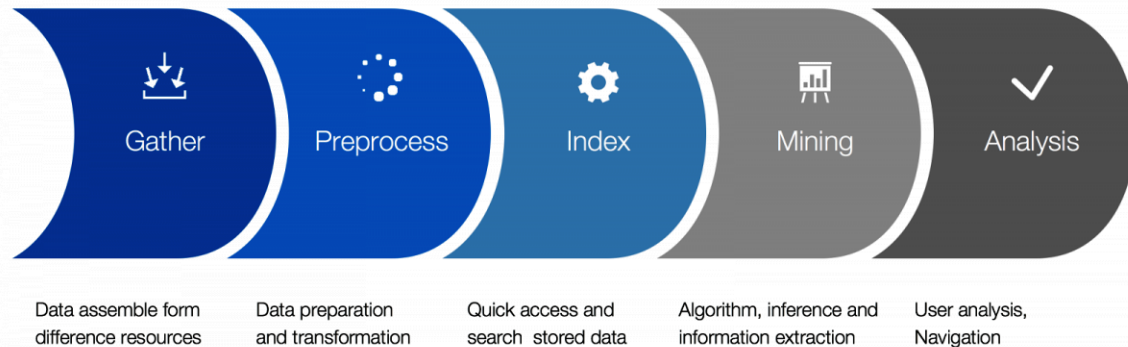 Gather
Preprocess
Index
Mining
Analysis
Data assemble form
difference resources
Data preparation
and transformation
Quick access and
search stored data
Algorithm, inference and
information extraction
User analysis,
Navigation